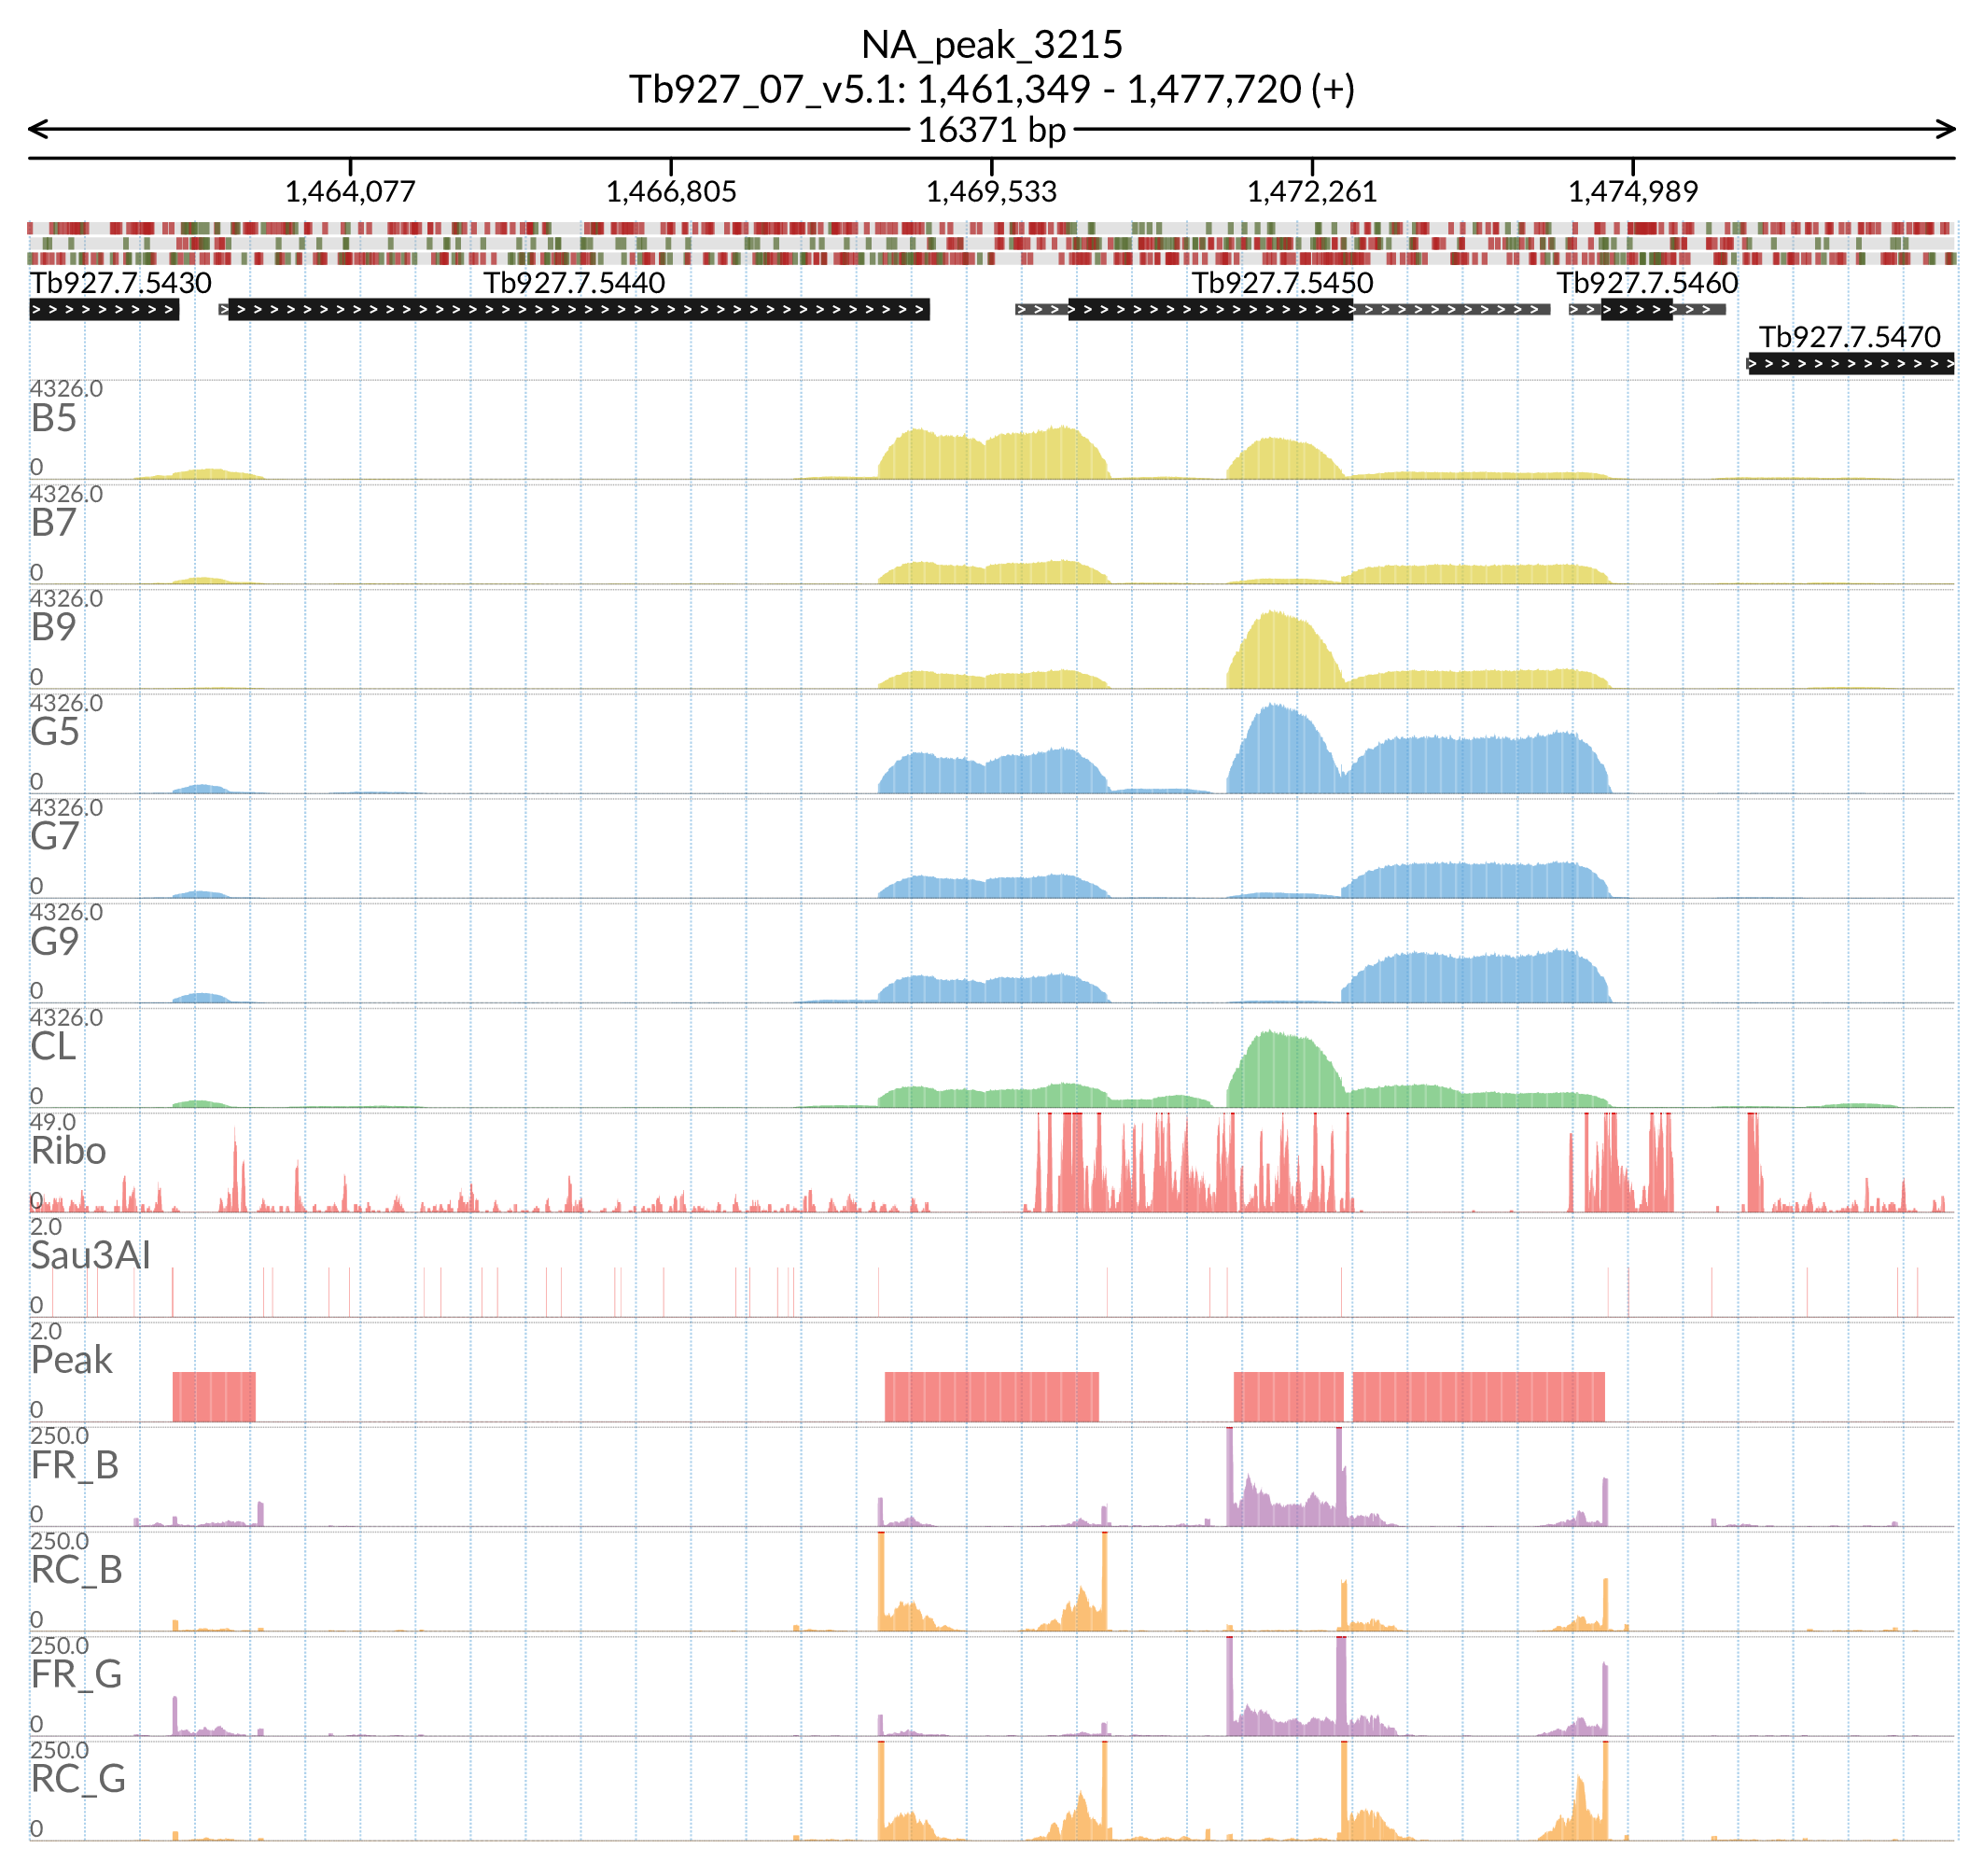 NA_peak_3215
Tb927_07_v5.1: 1,461,349 - 1,477,720 (+)
16371 bp
1,464,077 1,466,805 1,469,533 1,472,261 1,474,989
Tb927.7.5430 Tb927.7.5440 Tb927.7.5450 Tb927.7.5460
Tb927.7.5470
4326.0
B5
0
4326.0
B7
0
4326.0
B9
0
4326.0
G5
0
4326.0
G7
0
4326.0
G9
0
4326.0
CL
0
49.0
Ribo
0
2.0
Sau3AI
0
2.0
Peak
0
250.0
FR_B
0
250.0
RC_B
0
250.0
FR_G
0
250.0
RC_G
0